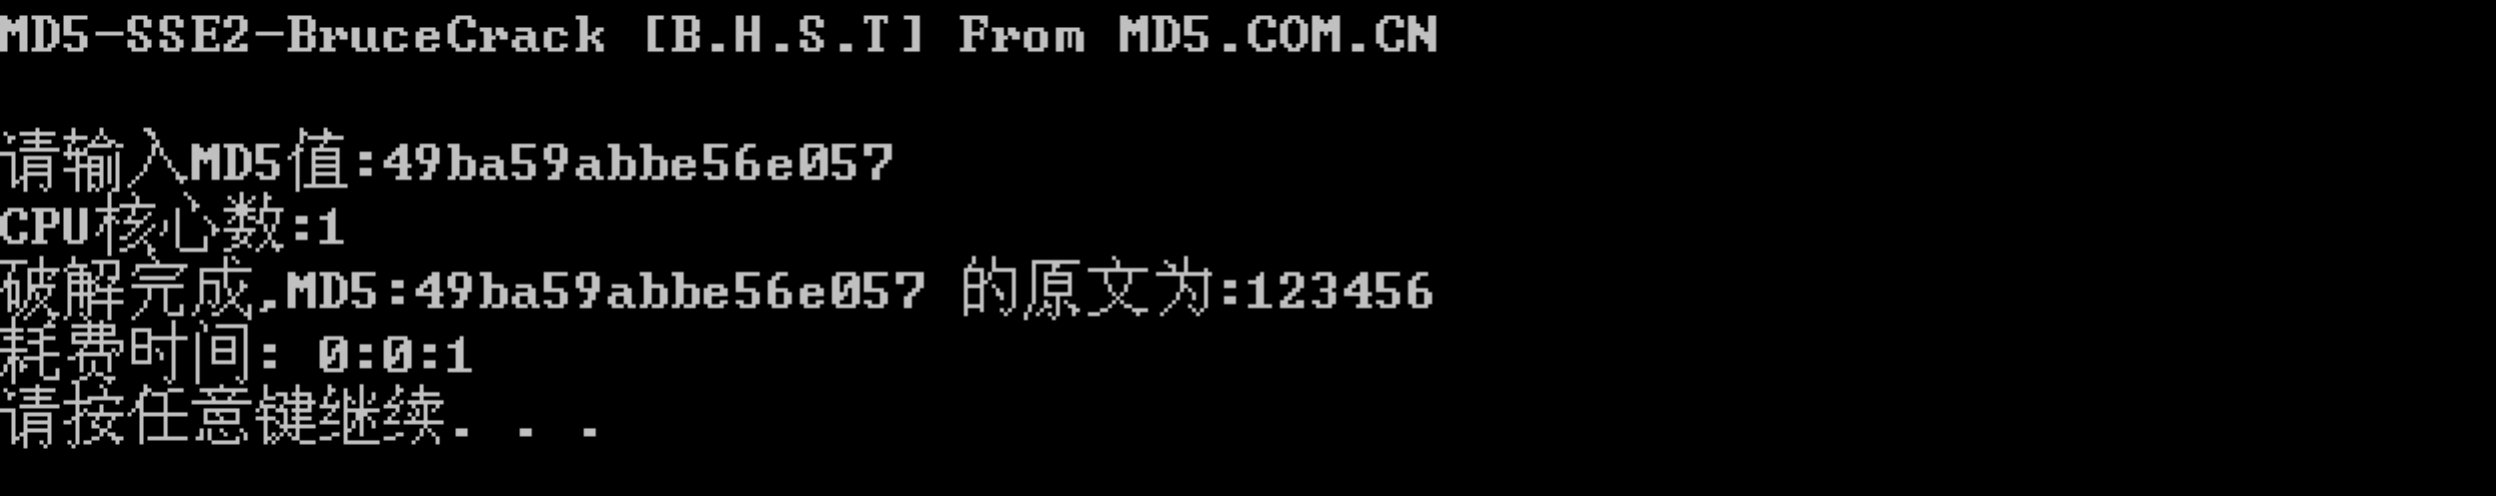 MD5-SSE2-BruceCrack [B.H.S.T] From MD5.COM.CN
请输入MD5值:49ba59abbe56e057
CPU核心数:1
破解完成,MD5:49ba59abbe56e057 的原文为:123456
耗费时间: 0:0:1
请按任意键继续. . .